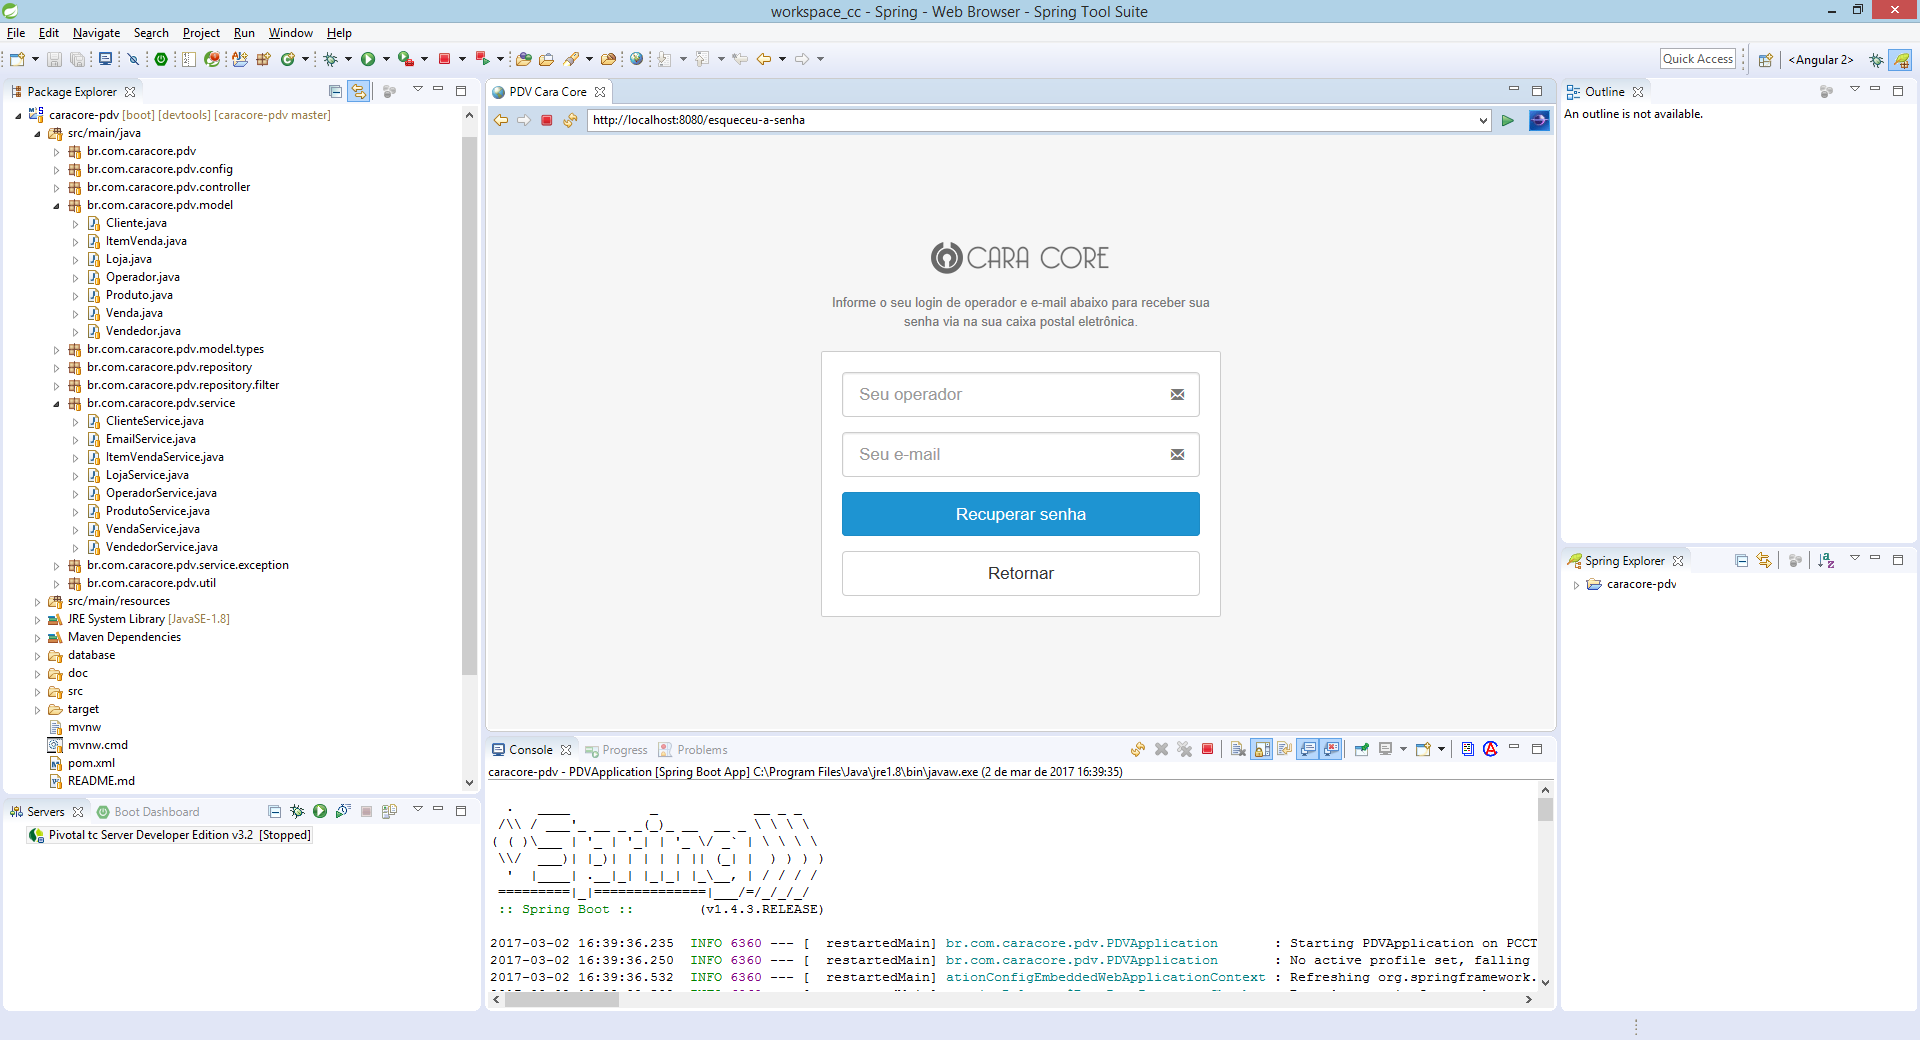 workspace_cc - Spring - Web Browser - Spring Tool Suite
File Edit Navigate Search Project Run Window Help
Quick Access
<Angular 2>
Package Explorer
caracore-pdv [boot] [devtools] [caracore-pdv master]
src/main/java
br.com.caracore.pdv
br.com.caracore.pdv.config
br.com.caracore.pdv.controller
br.com.caracore.pdv.model
Cliente.java
ItemVenda.java
Loja.java
Operador.java
Produto.java
Venda.java
Vendedor.java
br.com.caracore.pdv.model.types
br.com.caracore.pdv.repository
br.com.caracore.pdv.repository.filter
br.com.caracore.pdv.service
ClienteService.java
EmailService.java
ItemVendaService.java
LojaService.java
OperadorService.java
ProdutoService.java
VendaService.java
VendedorService.java
br.com.caracore.pdv.service.exception
br.com.caracore.pdv.util
src/main/resources
JRE System Library [JavaSE-1.8]
Maven Dependencies
database
doc
src
target
mvnw
mvnw.cmd
pom.xml
README.md
Servers
Boot Dashboard
Pivotal tc Server Developer Edition v3.2 [Stopped]
PDV Cara Core
http://localhost:8080/esqueceu-a-senha
CARA CORE
Informe o seu login de operador e e-mail abaixo para receber sua
senha via na sua caixa postal eletrônica.
Seu operador
Seu e-mail
Recuperar senha
Retornar
Console
Progress
Problems
caracore-pdv - PDVApplication [Spring Boot App] C:\Program Files\Java\jre1.8\bin\javaw.exe (2 de mar de 2017 16:39:35)
Spring
:: Spring Boot :: (v1.4.3.RELEASE)
2017-03-02 16:39:36.235 INFO 6360 --- [ restartedMain] br.com.caracore.pdv.PDVApplication : Starting PDVApplication on PCCT
2017-03-02 16:39:36.250 INFO 6360 --- [ restartedMain] br.com.caracore.pdv.PDVApplication : No active profile set, falling
2017-03-02 16:39:36.532 INFO 6360 --- [ restartedMain] ationConfigEmbeddedWebApplicationContext : Refreshing org.springframework.
Outline
An outline is not available.
Spring Explorer
caracore-pdv